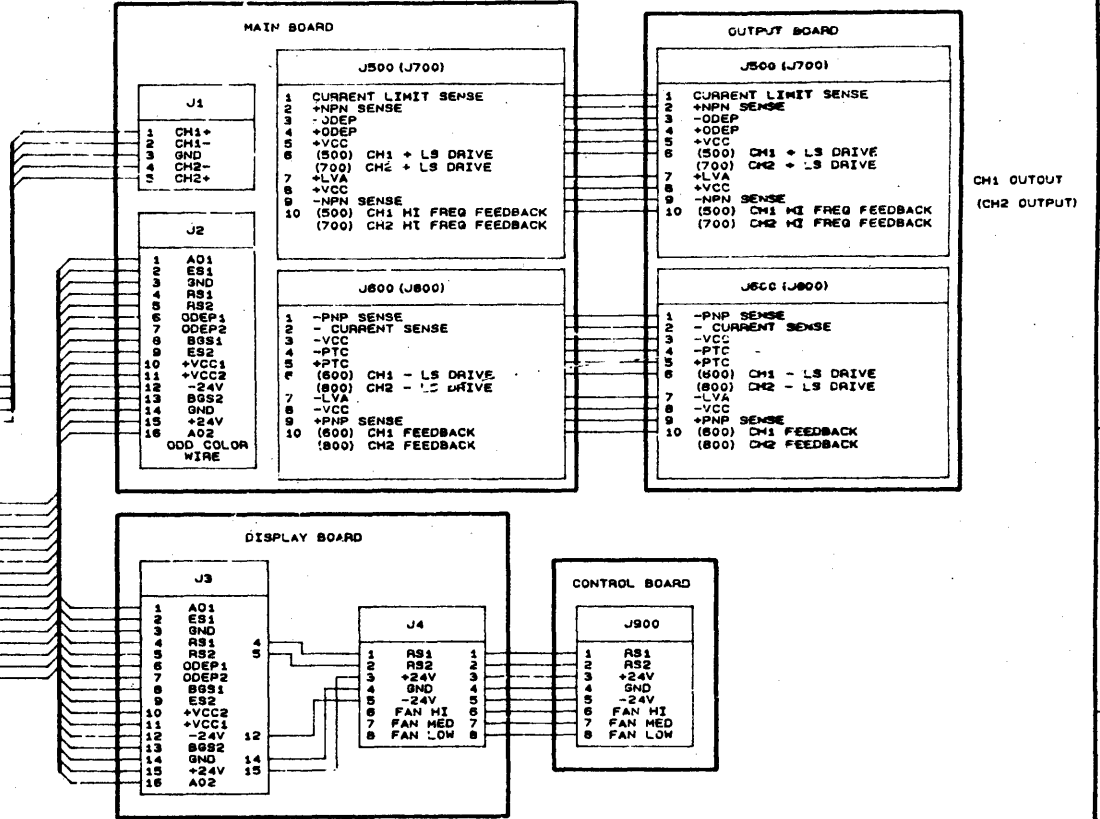 MAIN BOARD
J1
1 CH1+
2 CH1-
3 GND
4 CH2-
5 CH2+
J2
1 AO1
2 ES1
3 GND
4 RS1
5 RS2
6 ODEP1
7 ODEP2
8 BGS1
9 ES2
10 +VCC1
11 +VCC2
12 -24V
13 BGS2
14 GND
15 +24V
16 AO2
ODD COLOR
WIRE
J500 (J700)
1 CURRENT LIMIT SENSE
2 +NPN SENSE
3 -ODEP
4 +ODEP
5 +VCC
6 (500) CH1 + LS DRIVE
(700) CH2 + LS DRIVE
7 +LVA
8 +VCC
9 -NPN SENSE
10 (500) CH1 HI FREQ FEEDBACK
(700) CH2 HI FREQ FEEDBACK
J600 (J800)
1 -PNP SENSE
2 - CURRENT SENSE
3 -VCC
4 -PTC
5 +PTC
6 (600) CH1 - LS DRIVE
(800) CH2 - LS DRIVE
7 -LVA
8 -VCC
9 +PNP SENSE
10 (600) CH1 FEEDBACK
(800) CH2 FEEDBACK
OUTPUT BOARD
J500 (J700)
1 CURRENT LIMIT SENSE
2 +NPN SENSE
3 -ODEP
4 +ODEP
5 +VCC
6 (500) CH1 + LS DRIVE
(700) CH2 + LS DRIVE
7 +LVA
8 +VCC
9 -NPN SENSE
10 (500) CH1 HI FREQ FEEDBACK
(700) CH2 HI FREQ FEEDBACK
J600 (J800)
1 -PNP SENSE
2 - CURRENT SENSE
3 -VCC
4 -PTC
5 +PTC
6 (600) CH1 - LS DRIVE
(800) CH2 - LS DRIVE
7 -LVA
8 -VCC
9 +PNP SENSE
10 (600) CH1 FEEDBACK
(800) CH2 FEEDBACK
CH1 OUTOUT
(CH2 OUTPUT)
DISPLAY BOARD
J3
1 AO1
2 ES1
3 GND
4 RS1 4
5 RS2 5
6 ODEP1
7 ODEP2
8 BGS1
9 ES2
10 +VCC2
11 +VCC1
12 -24V 12
13 BGS2
14 GND 14
15 +24V 15
16 AO2
J4
1 RS1 1
2 RS2 2
3 +24V 3
4 GND 4
5 -24V 5
6 FAN HI 6
7 FAN MED 7
8 FAN LOW 8
CONTROL BOARD
J900
1 RS1
2 RS2
3 +24V
4 GND
5 -24V
6 FAN HI
7 FAN MED
8 FAN LOW